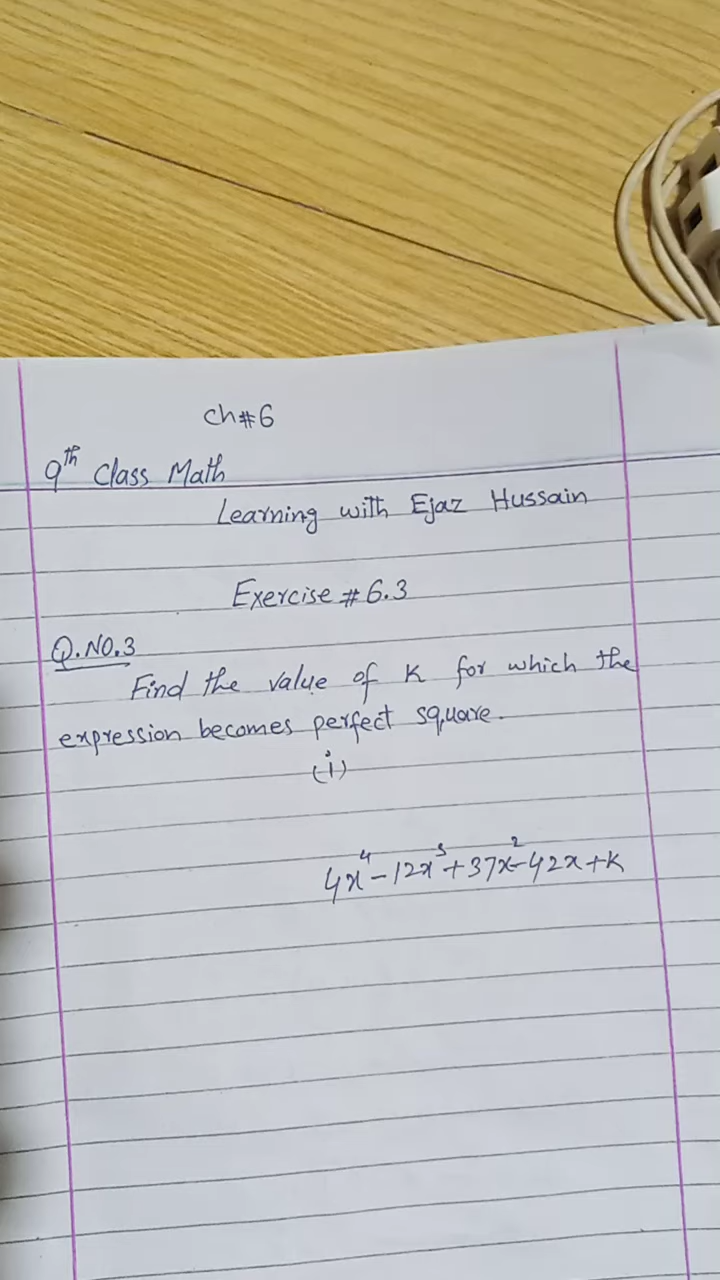 Ch#6
9th Class Math
Learning with Ejaz Hussain
Exercise #6.3
Q.NO.3
Find the value of K for which the
expression becomes perfect square.
(i)
4x⁴-12x³+37x²-42x+K